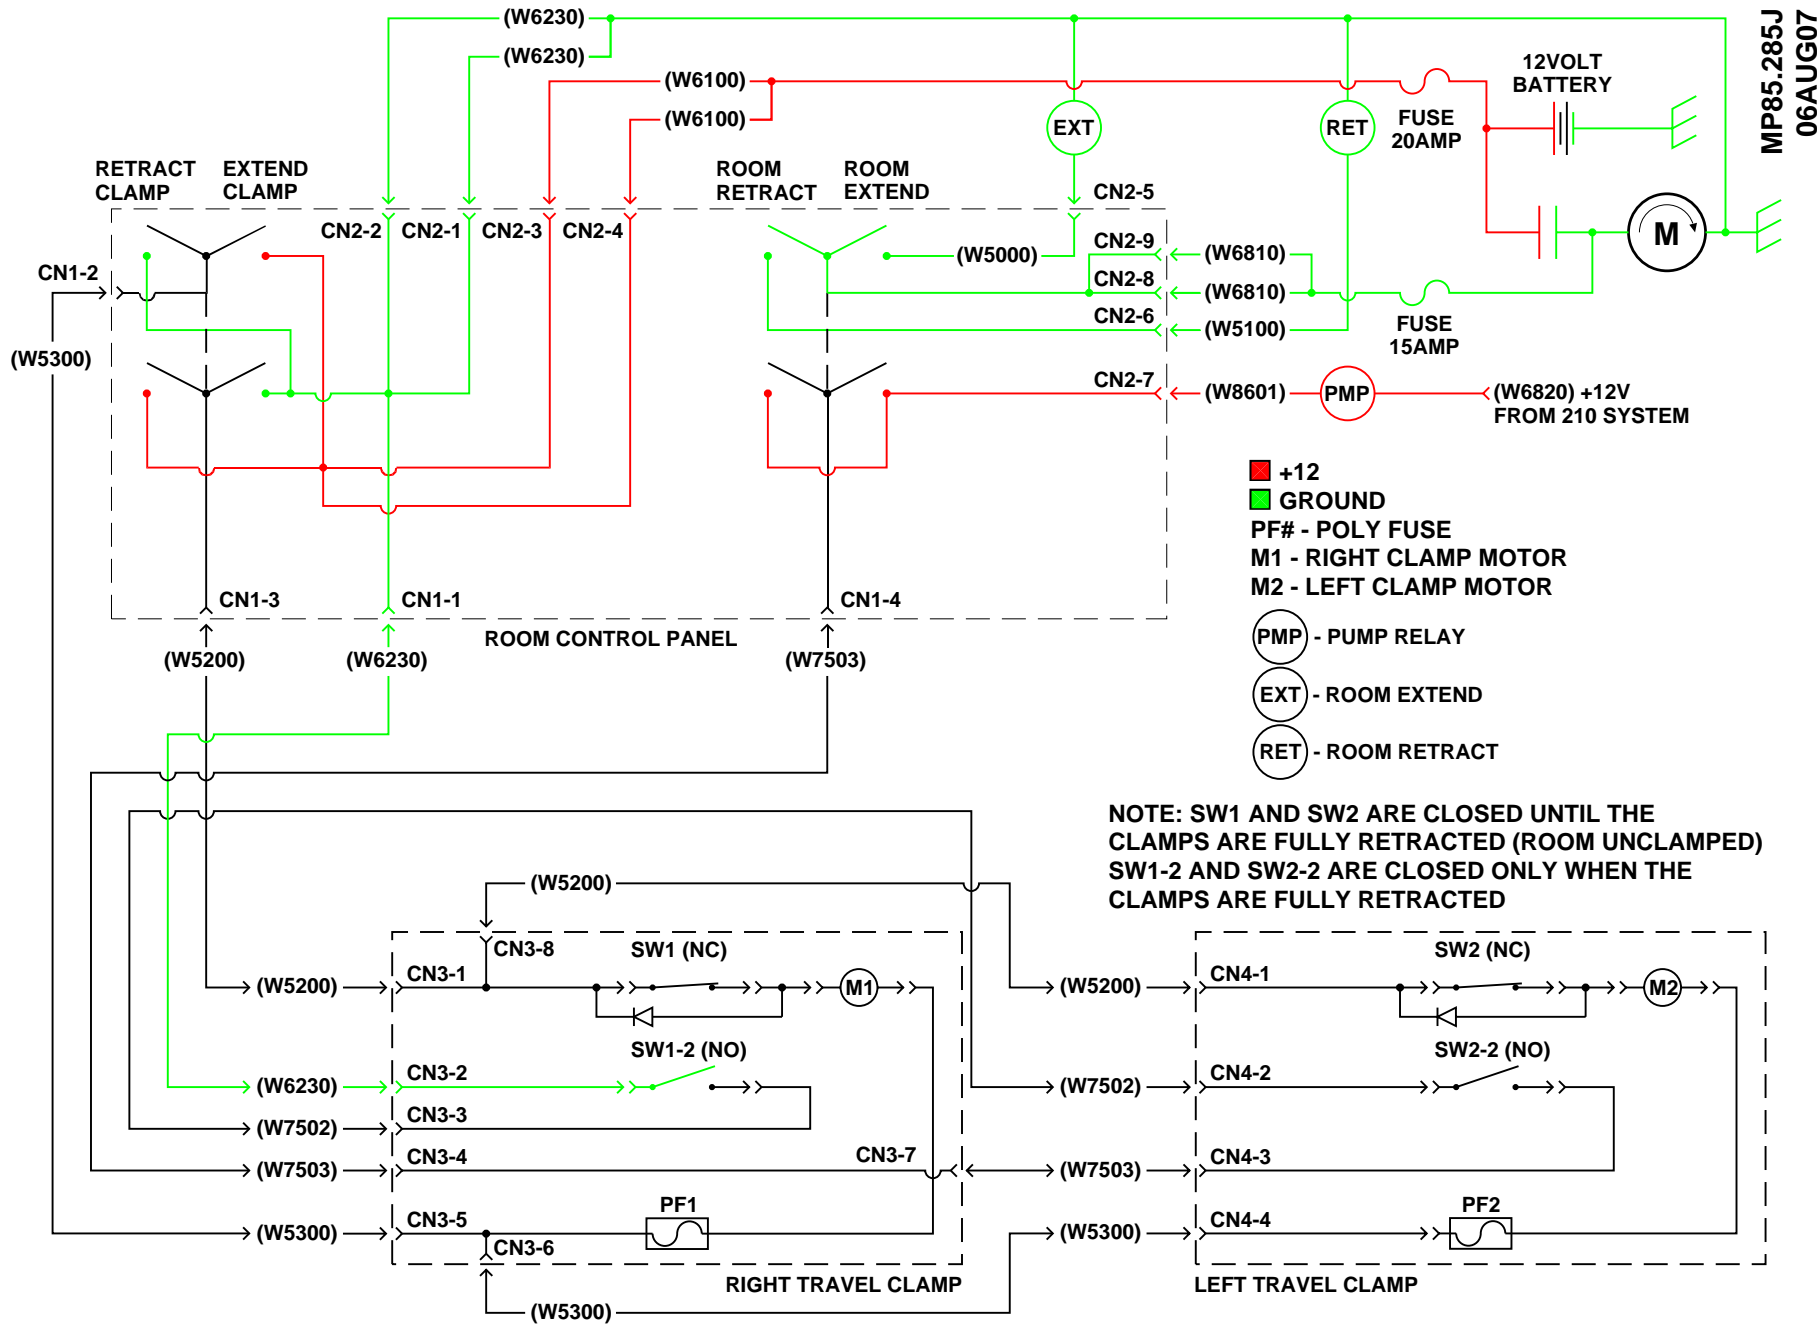 (W6230)
(W6230)
(W6100)
(W6100)
12VOLT
BATTERY
MP85.285J
06AUG07
EXT
RET
FUSE
20AMP
RETRACT
CLAMP
EXTEND
CLAMP
ROOM
RETRACT
ROOM
EXTEND
CN2-5
CN2-2
CN2-1
CN2-3
CN2-4
CN2-9
(W5000)
(W6810)
M
CN1-2
CN2-8
(W6810)
CN2-6
(W5100)
FUSE
15AMP
(W5300)
CN2-7
(W8601)
PMP
(W6820) +12V
FROM 210 SYSTEM
+12
GROUND
PF# - POLY FUSE
M1 - RIGHT CLAMP MOTOR
M2 - LEFT CLAMP MOTOR
PMP - PUMP RELAY
EXT - ROOM EXTEND
RET - ROOM RETRACT
CN1-3
CN1-1
CN1-4
ROOM CONTROL PANEL
(W5200)
(W6230)
(W7503)
NOTE: SW1 AND SW2 ARE CLOSED UNTIL THE
CLAMPS ARE FULLY RETRACTED (ROOM UNCLAMPED)
SW1-2 AND SW2-2 ARE CLOSED ONLY WHEN THE
CLAMPS ARE FULLY RETRACTED
(W5200)
CN3-8
SW1 (NC)
(W5200)
CN3-1
M1
SW1-2 (NO)
(W6230)
CN3-2
(W7502)
CN3-3
(W7503)
CN3-4
CN3-7
PF1
(W5300)
CN3-5
CN3-6
RIGHT TRAVEL CLAMP
(W5300)
SW2 (NC)
(W5200)
CN4-1
M2
SW2-2 (NO)
(W7502)
CN4-2
(W7503)
CN4-3
PF2
(W5300)
CN4-4
LEFT TRAVEL CLAMP